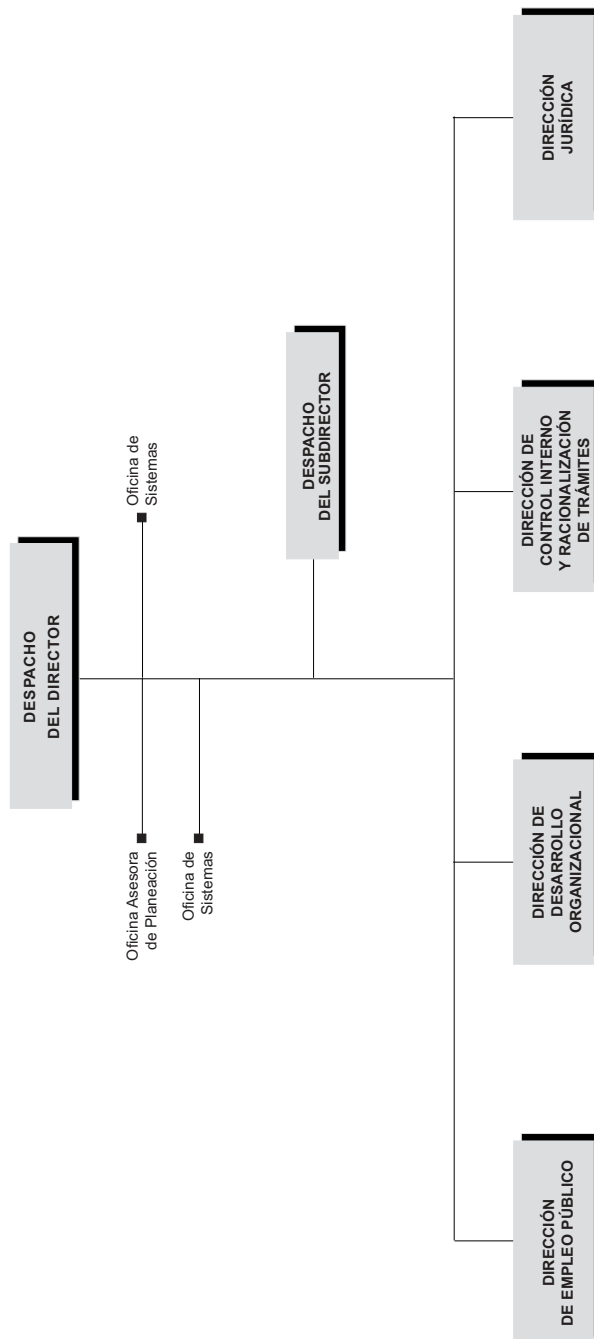 DESPACHO
DEL DIRECTOR
Oficina Asesora
de Planeación
Oficina de
Sistemas
Oficina de
Sistemas
DESPACHO
DEL SUBDIRECTOR
DIRECCIÓN
DE EMPLEO PÚBLICO
DIRECCIÓN DE
DESARROLLO
ORGANIZACIONAL
DIRECCIÓN DE
CONTROL INTERNO
Y RACIONALIZACIÓN
DE TRÁMITES
DIRECCIÓN
JURÍDICA